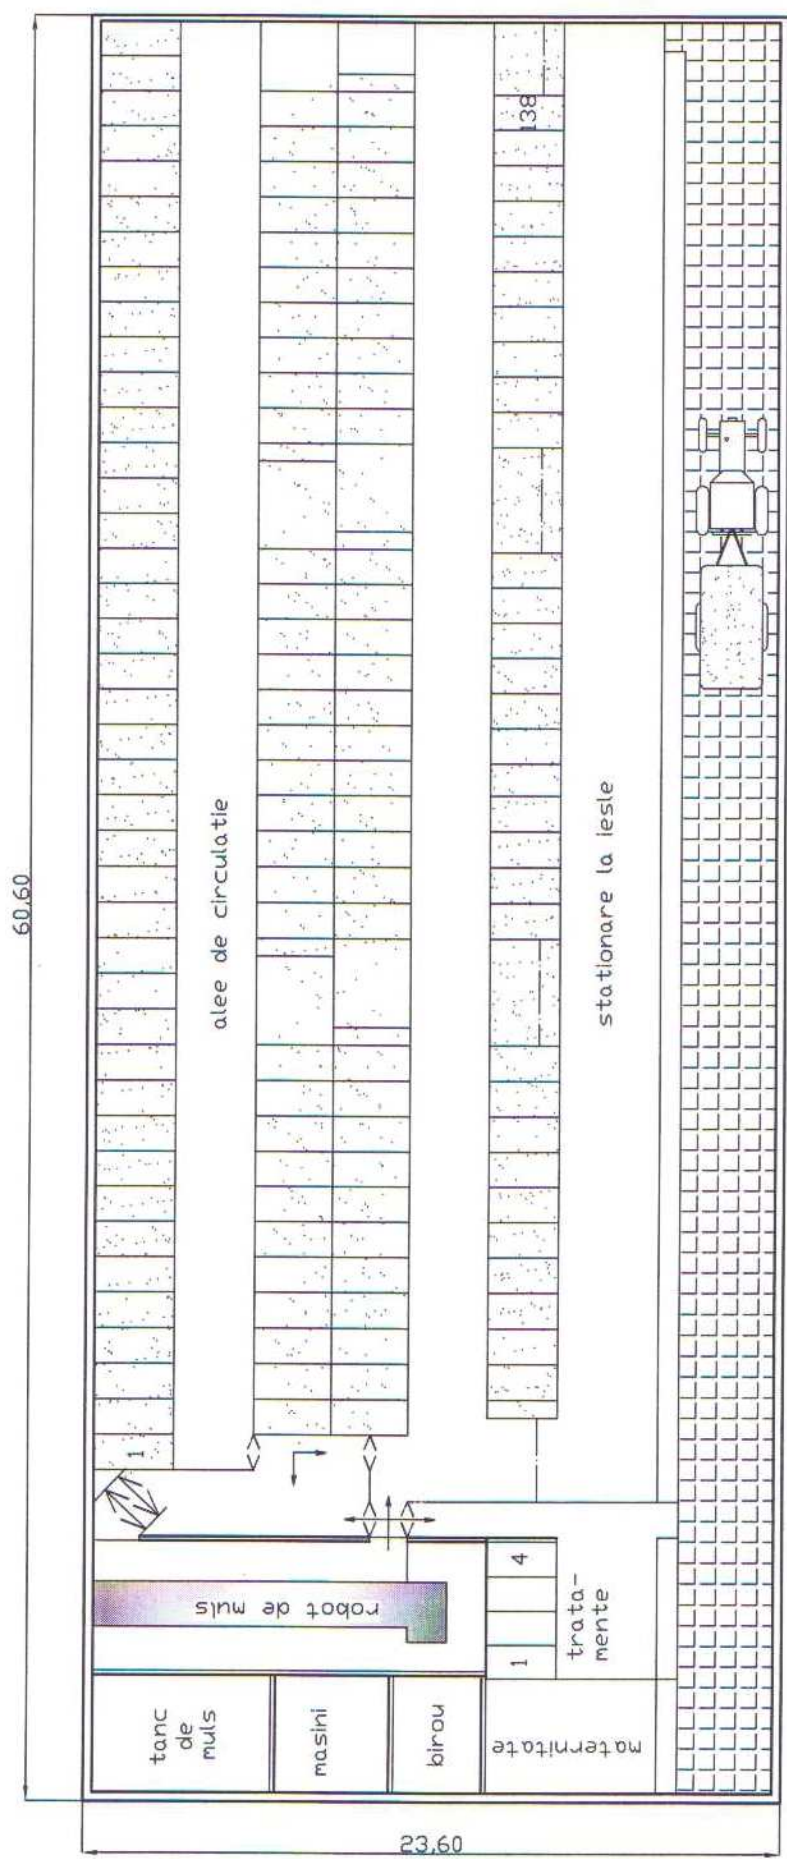 60,60
23,60
1
138
alee de circulatie
stationare la iesle
robot de muls
1
4
trata-
mente
tanc
de
muls
masini
birou
maternitate